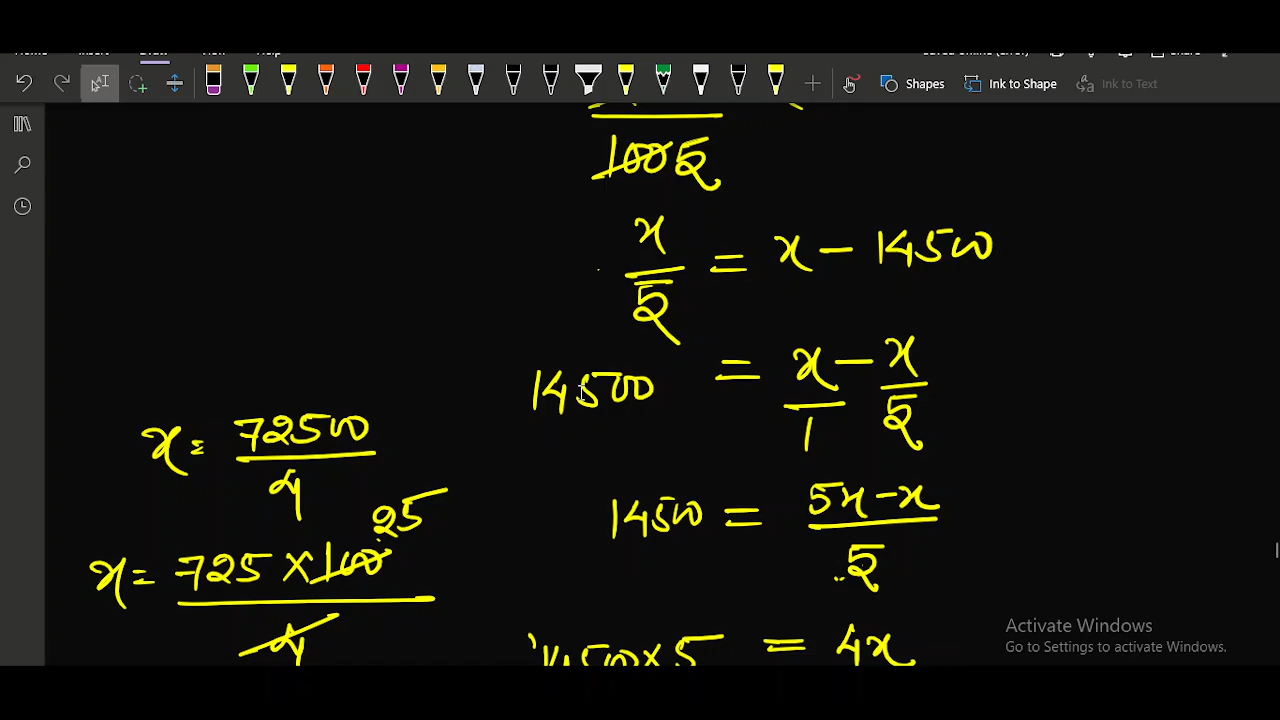 Shapes Ink to Shape Ink to Text
100 5
x/5 = x - 14500
14500 = x/1 - x/5
x = 72500/4
14500 = 5x - x/5
25
x = 725 × 100/4
14500 × 5 = 4x
Activate Windows
Go to Settings to activate Windows.